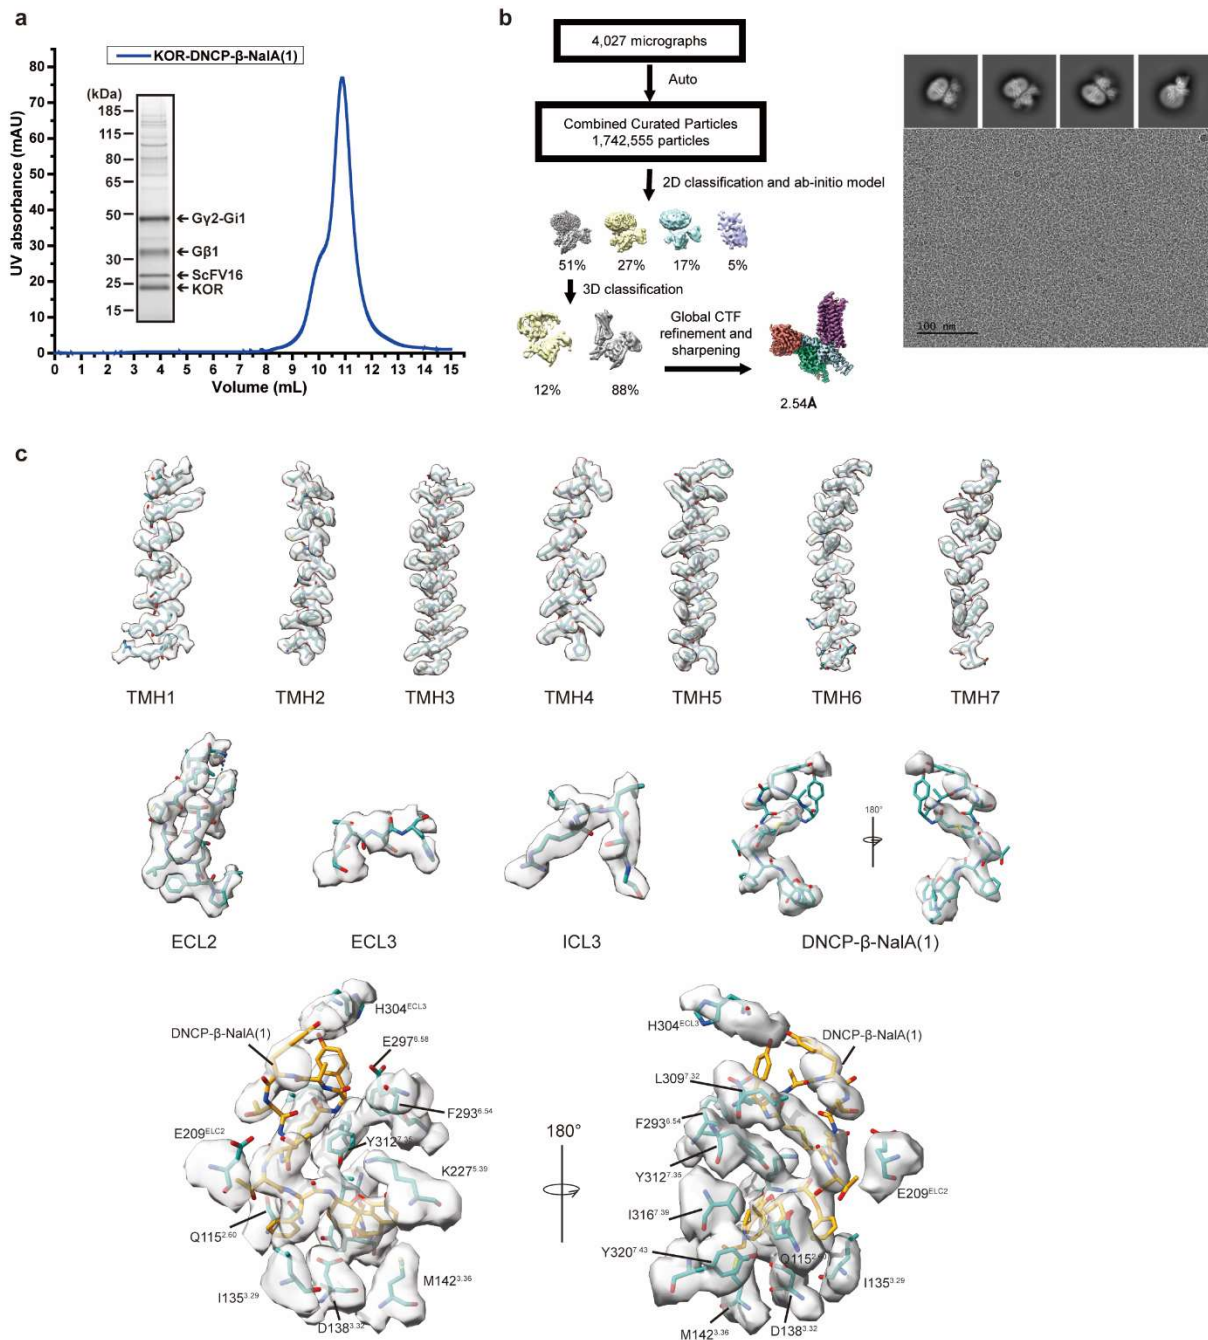 a
KOR-DNCP-β-NalA(1)
(kDa)
185
115
80
65
50
30
25
15
Gγ2-Gi1
Gβ1
ScFV16
KOR
UV absorbance (mAU)
80
70
60
50
40
30
20
10
0
0 1 2 3 4 5 6 7 8 9 10 11 12 13 14 15
Volume (mL)
b
4,027 micrographs
Auto
Combined Curated Particles
1,742,555 particles
2D classification and ab-initio model
51% 27% 17% 5%
3D classification
Global CTF
refinement and
sharpening
12% 88%
2.54Å
100 nm
c
TMH1 TMH2 TMH3 TMH4 TMH5 TMH6 TMH7
180°
ECL2 ECL3 ICL3 DNCP-β-NalA(1)
H304ECL3
DNCP-β-NalA(1)
E2976.58
F2936.54
E209ELC2
Y3127.35
K2275.39
Q1152.60
M1423.36
I1353.29
D1383.32
180°
H304ECL3
DNCP-β-NalA(1)
L3097.32
F2936.54
Y3127.35
E209ELC2
I3167.39
Y3207.43
Q1152.60
I1353.29
D1383.32
M1423.36